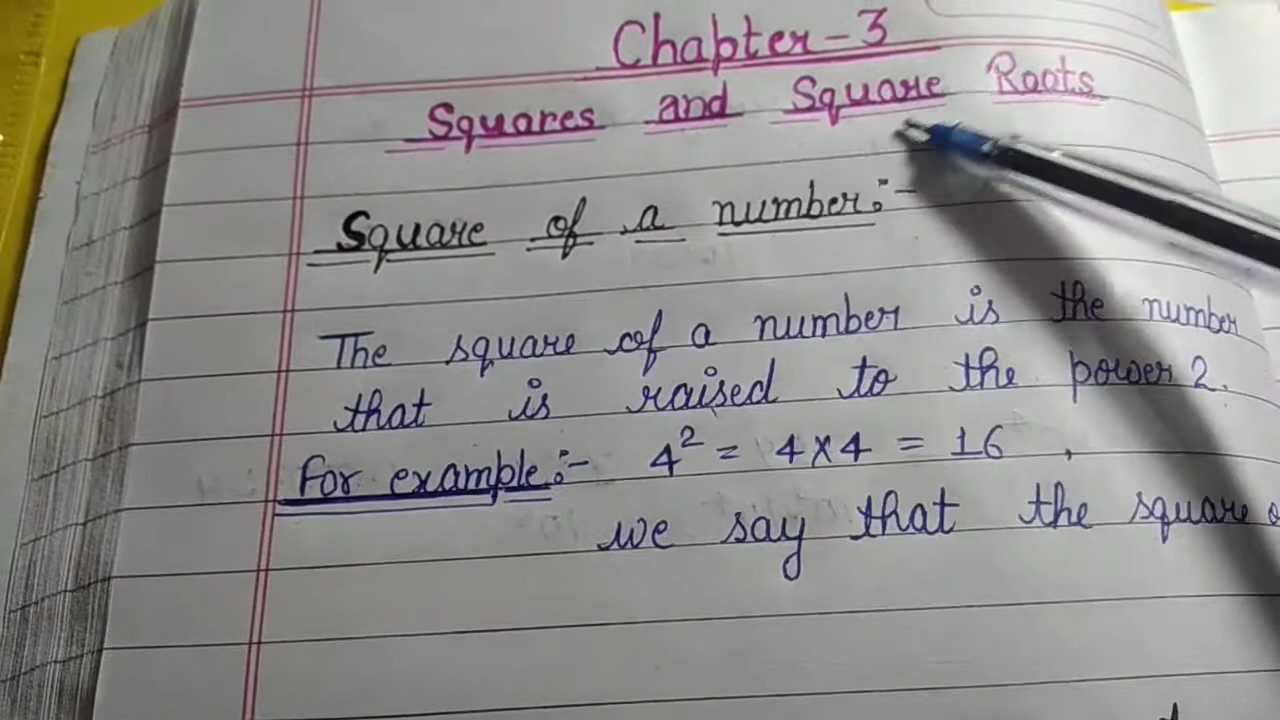 Chapter-3
Squares and Square Roots
Square of a number:-
The square of a number is the number
that is raised to the power 2.
For example:- 4² = 4×4 = 16 ,
we say that the square